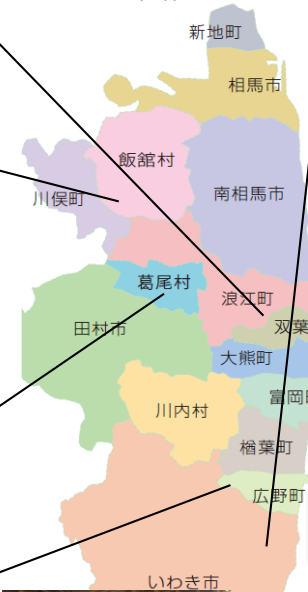 新地町
相馬市
飯舘村
南相馬市
川俣町
葛尾村
浪江町
双葉
田村市
大熊町
富岡町
川内村
楢葉町
広野町
いわき市